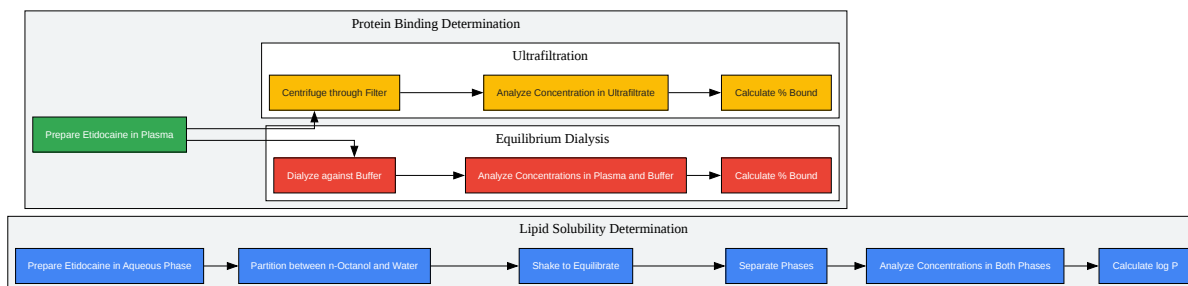 Protein Binding Determination
Ultrafiltration
Centrifuge through Filter
Analyze Concentration in Ultrafiltrate
Calculate % Bound
Prepare Etidocaine in Plasma
Equilibrium Dialysis
Dialyze against Buffer
Analyze Concentrations in Plasma and Buffer
Calculate % Bound
Lipid Solubility Determination
Prepare Etidocaine in Aqueous Phase
Partition between n-Octanol and Water
Shake to Equilibrate
Separate Phases
Analyze Concentrations in Both Phases
Calculate log P